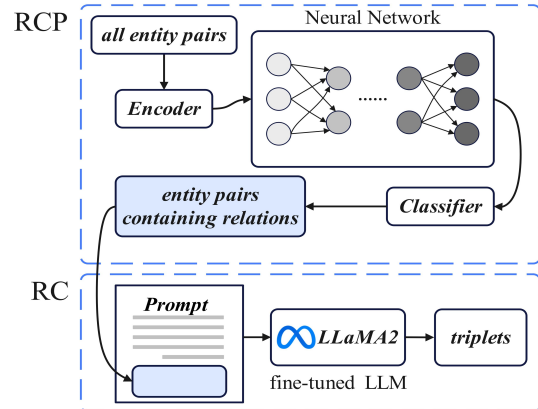 RCP
all entity pairs
Neural Network
Encoder
......
entity pairs
containing relations
Classifier
RC
Prompt
LLaMA2
triplets
fine-tuned LLM